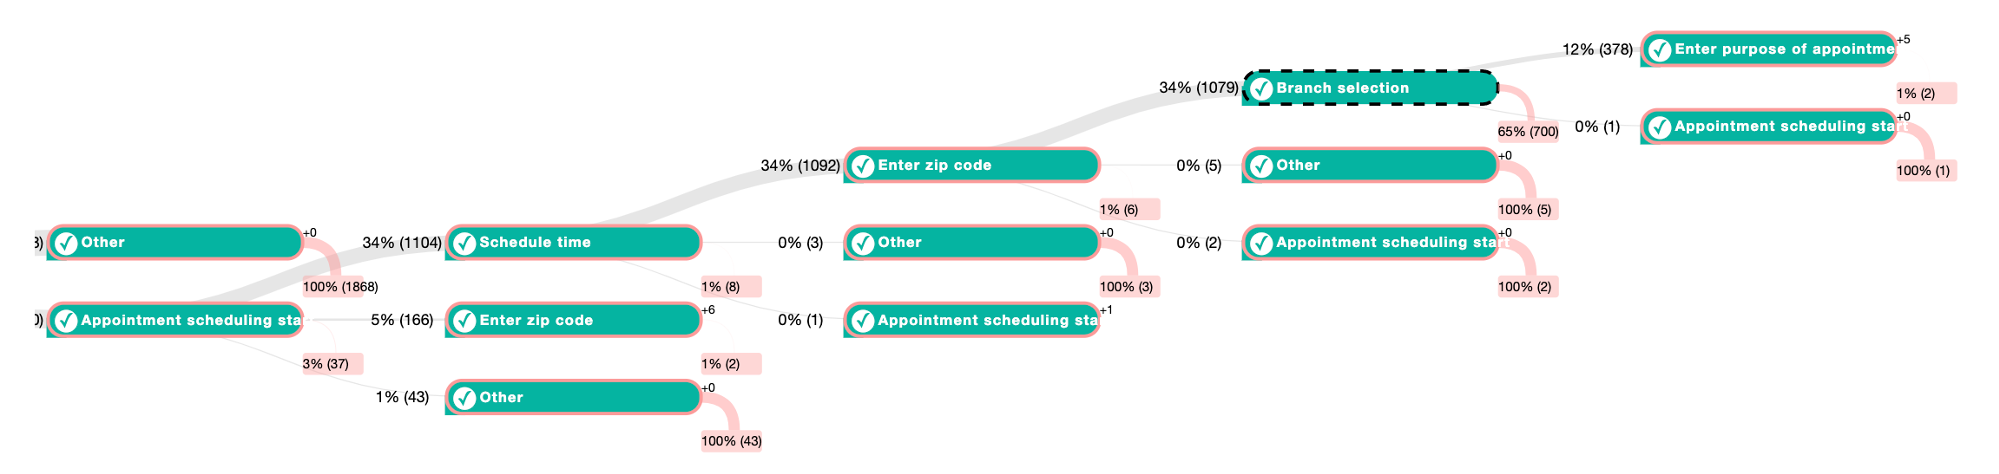 12% (378)
Enter purpose of appointme
+5
34% (1079)
Branch selection
1% (2)
65% (700)
0% (1)
Appointment scheduling start
+0
100% (1)
34% (1092)
Enter zip code
0% (5)
Other
+0
1% (6)
100% (5)
3)
Other
+0
34% (1104)
Schedule time
0% (3)
Other
+0
0% (2)
Appointment scheduling start
+0
100% (1868)
1% (8)
100% (3)
100% (2)
0)
Appointment scheduling sta
5% (166)
Enter zip code
+6
0% (1)
Appointment scheduling sta
+1
3% (37)
1% (2)
1% (43)
Other
+0
100% (43)